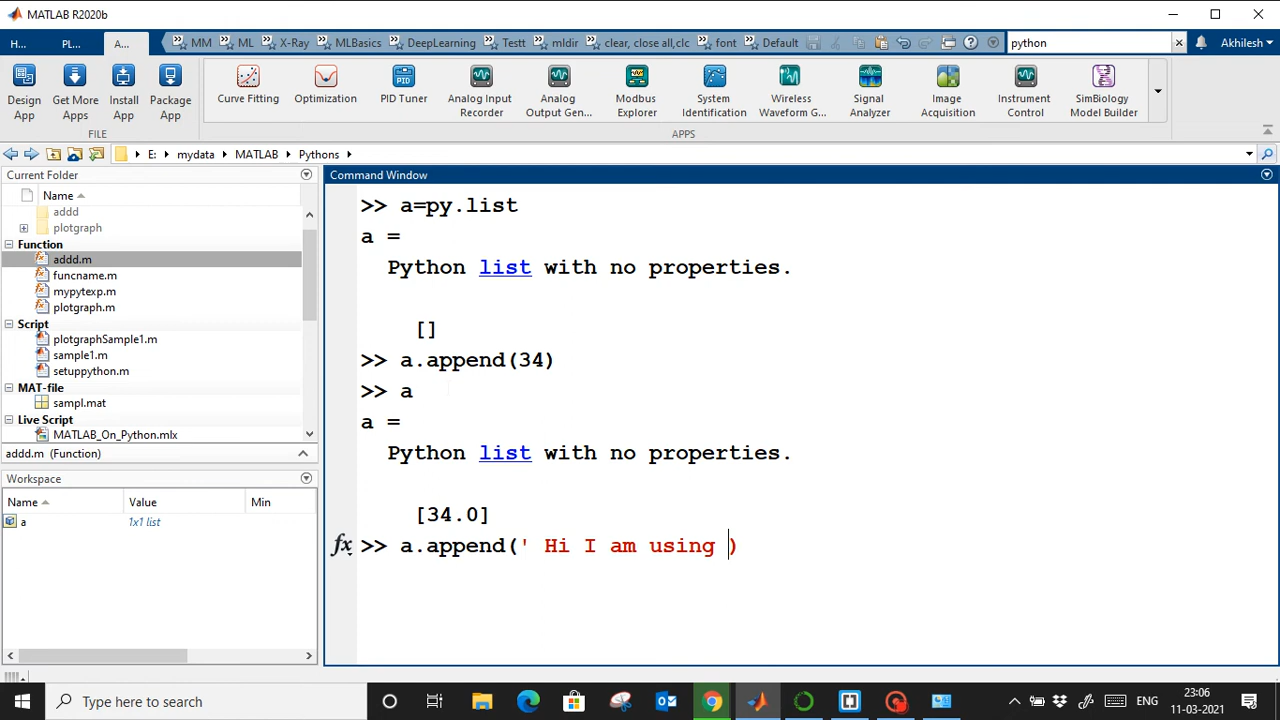 MATLAB R2020b
H... PL... A... MM ML X-Ray MLBasics DeepLearning Testt mldir clear, close all,clc font Default python Akhilesh
Design App Get More Apps Install App Package App Curve Fitting Optimization PID Tuner Analog Input Recorder Analog Output Gen... Modbus Explorer System Identification Wireless Waveform G... Signal Analyzer Image Acquisition Instrument Control SimBiology Model Builder
FILE APPS
E: mydata MATLAB Pythons
Current Folder
Name
addd
plotgraph
Function
addd.m
funcname.m
mypytexp.m
plotgraph.m
Script
plotgraphSample1.m
sample1.m
setuppython.m
MAT-file
sampl.mat
Live Script
MATLAB_On_Python.mlx
addd.m (Function)
Workspace
Name Value Min
a 1x1 list
Command Window
>> a=py.list
a =
Python list with no properties.
[]
>> a.append(34)
>> a
a =
Python list with no properties.
[34.0]
fx >> a.append(' Hi I am using )
Type here to search ENG 23:06 11-03-2021